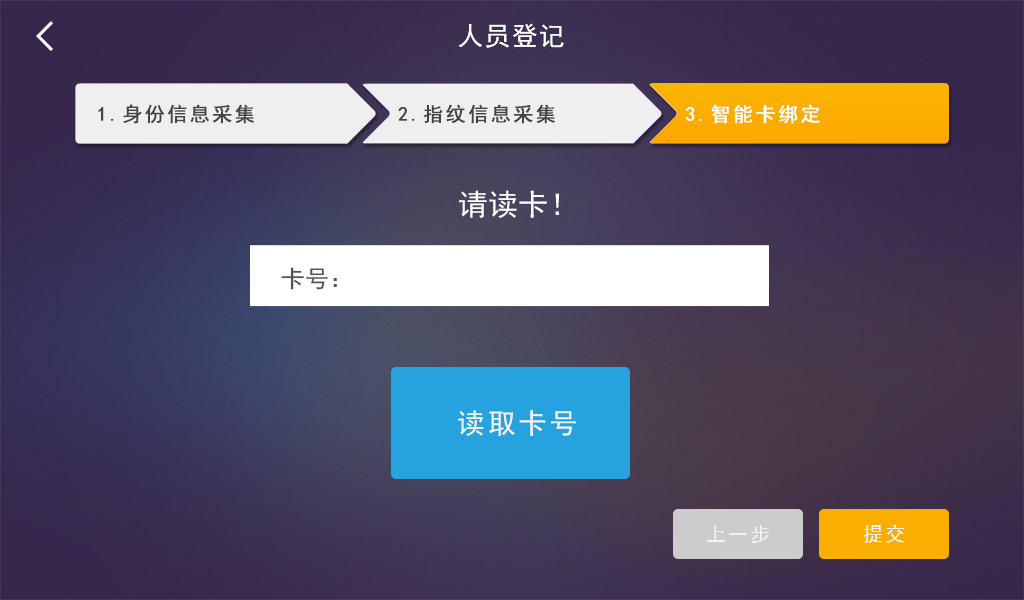 人员登记
1.身份信息采集
2.指纹信息采集
3.智能卡绑定
请读卡!
卡号:
读取卡号
上一步
提交